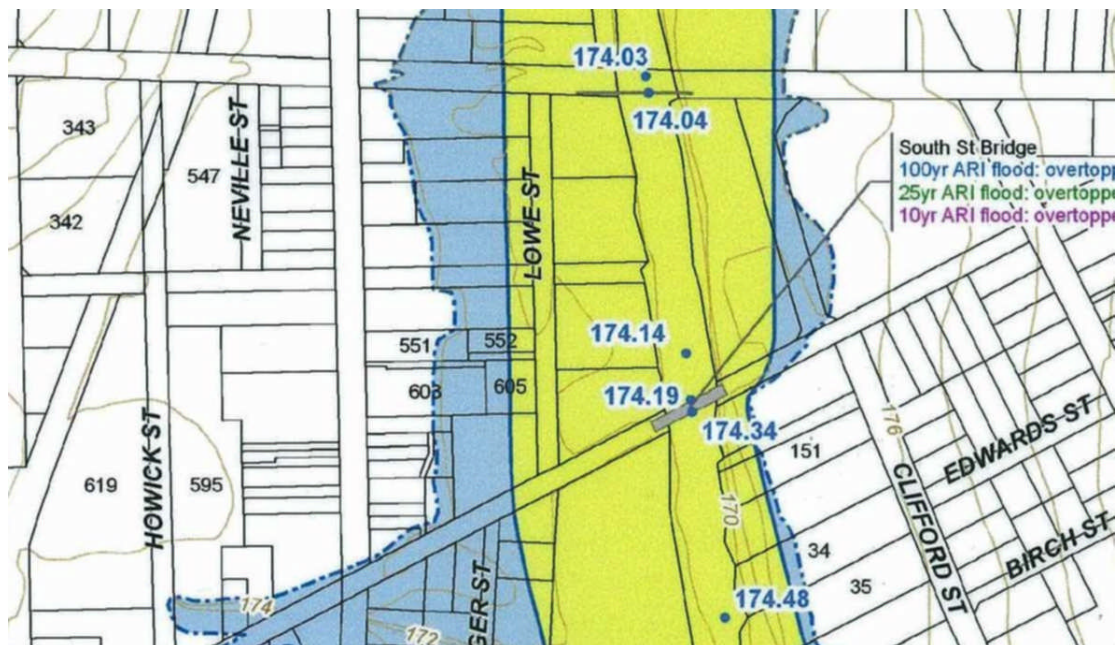 174.03
174.04
South St Bridge
100yr ARI flood: overtopp
25yr ARI flood: overtoppe
10yr ARI flood: overtoppe
343
547
NEVILLE ST
342
LOWE ST
174.14
551
552
174.19
603
605
174.34
176
151
EDWARDS ST
HOWICK ST
619
595
170
CLIFFORD ST
34
BIRCH ST
35
174
174.48
172
GER ST